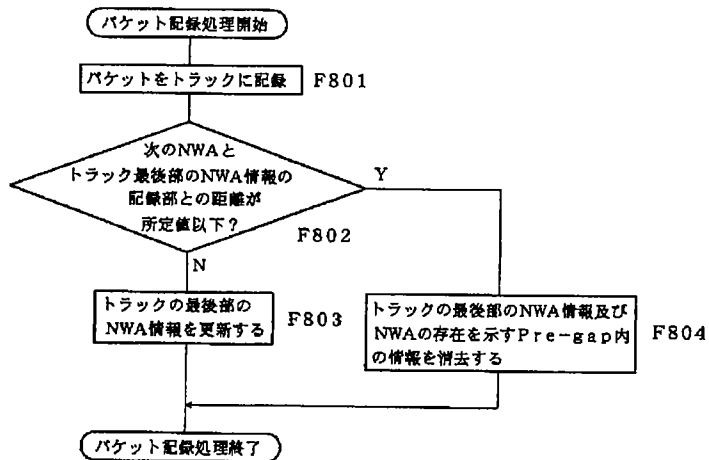 パケット記録処理開始
パケットをトラックに記録
F801
次のNWAと
トラック最後部のNWA情報の
記録部との距離が
所定値以下?
Y
F802
N
トラックの最後部の
NWA情報を更新する
F803
トラックの最後部のNWA情報及び
NWAの存在を示すPre-gap内
の情報を消去する
F804
パケット記録処理終了